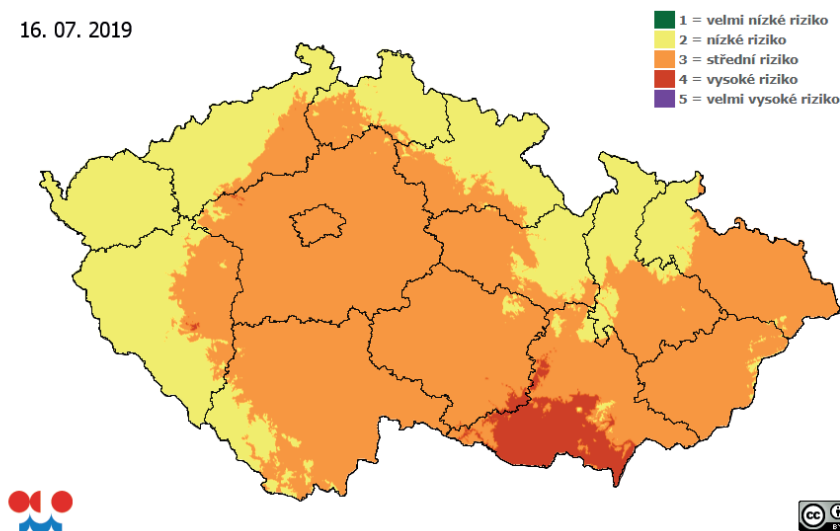 16. 07. 2019
1 = velmi nízké riziko
2 = nízké riziko
3 = střední riziko
4 = vysoké riziko
5 = velmi vysoké riziko
cc